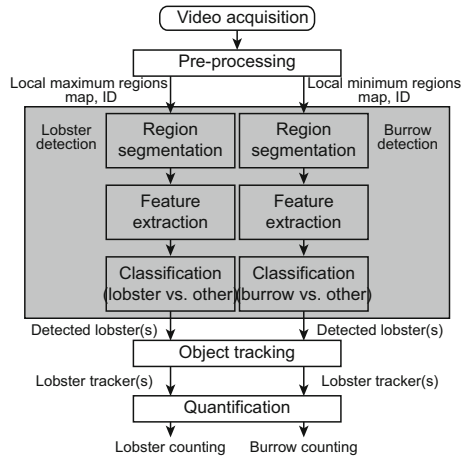 Video acquisition
Pre-processing
Local maximum regions
map, ID
Local minimum regions
map, ID
Lobster
detection
Region
segmentation
Region
segmentation
Burrow
detection
Feature
extraction
Feature
extraction
Classification
(lobster vs. other)
Classification
(burrow vs. other)
Detected lobster(s)
Detected lobster(s)
Object tracking
Lobster tracker(s)
Lobster tracker(s)
Quantification
Lobster counting
Burrow counting